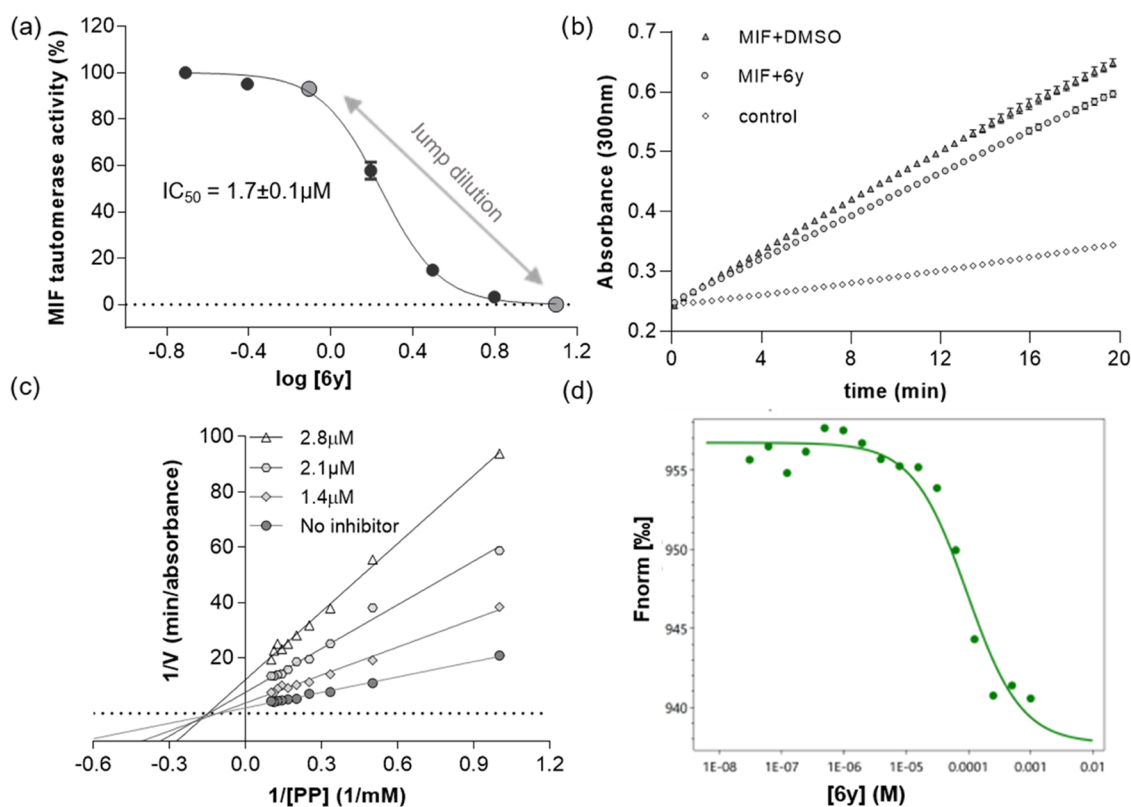 (a)
120
100
80
60
40
20
0
MIF tautomerase activity (%)
IC50 = 1.7±0.1μM
Jump dilution
-0.8
-0.4
0.0
0.4
0.8
1.2
log [6y]
(b)
0.7
0.6
0.5
0.4
0.3
0.2
Absorbance (300nm)
MIF+DMSO
MIF+6y
control
0
4
8
12
16
20
time (min)
(c)
100
80
60
40
20
1/V (min/absorbance)
2.8μM
2.1μM
1.4μM
No inhibitor
-0.6
-0.3
0.0
0.3
0.6
0.9
1.2
1/[PP] (1/mM)
(d)
955
950
945
940
Fnorm [‰]
1E-08
1E-07
1E-06
1E-05
0.0001
0.001
0.01
[6y] (M)